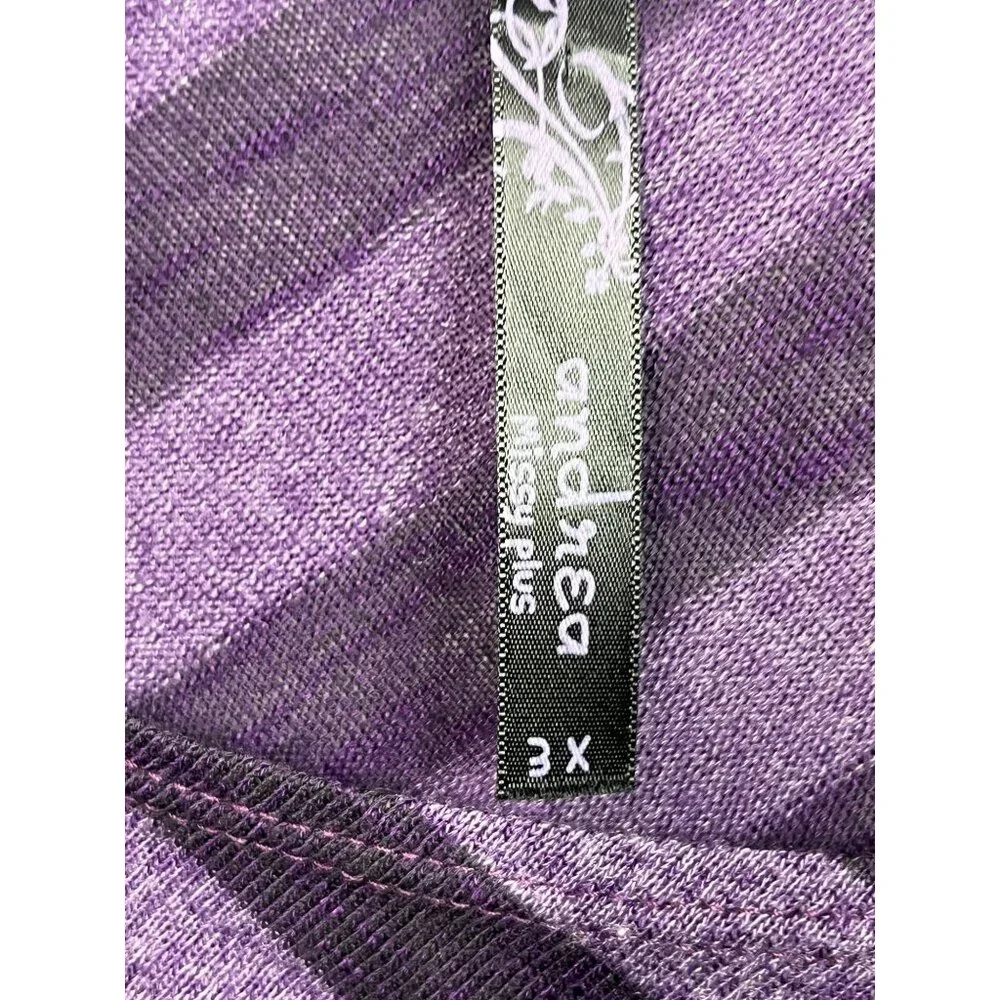 andrea
Missy plus
3X